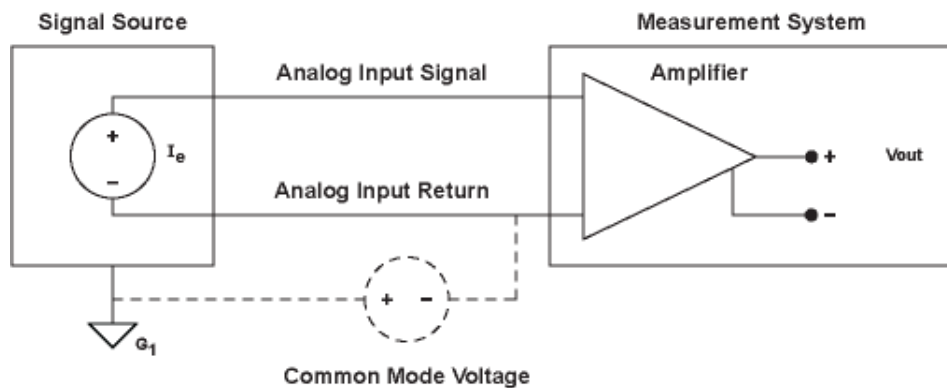 Signal Source
Measurement System
Analog Input Signal
Amplifier
+
Ie
-
+
Vout
Analog Input Return
-
+ -
G1
Common Mode Voltage